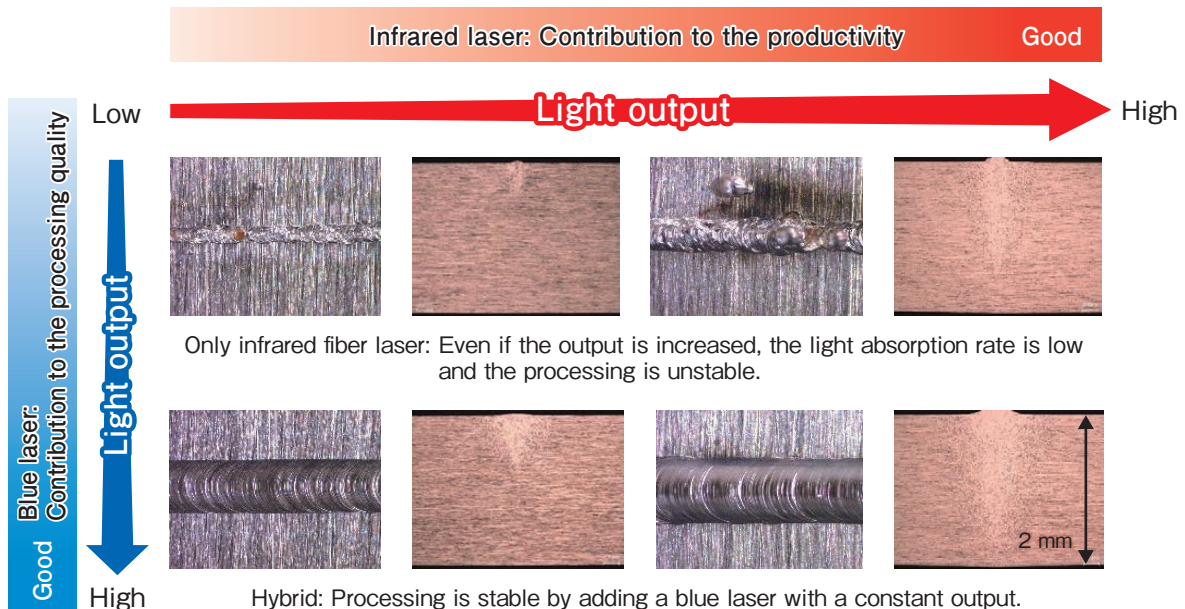 Infrared laser: Contribution to the productivity
Good
Low
Light output
High
Blue laser:
Contribution to the processing quality
Good
Light output
High
Only infrared fiber laser: Even if the output is increased, the light absorption rate is low
and the processing is unstable.
2 mm
Hybrid: Processing is stable by adding a blue laser with a constant output.